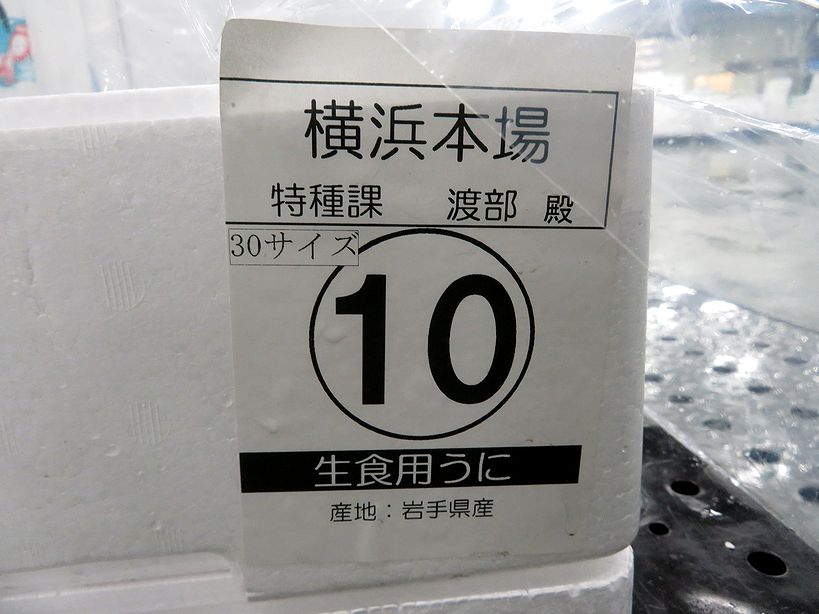 横浜本場
特種課 渡部 殿
30サイズ
10
生食用うに
産地：岩手県産